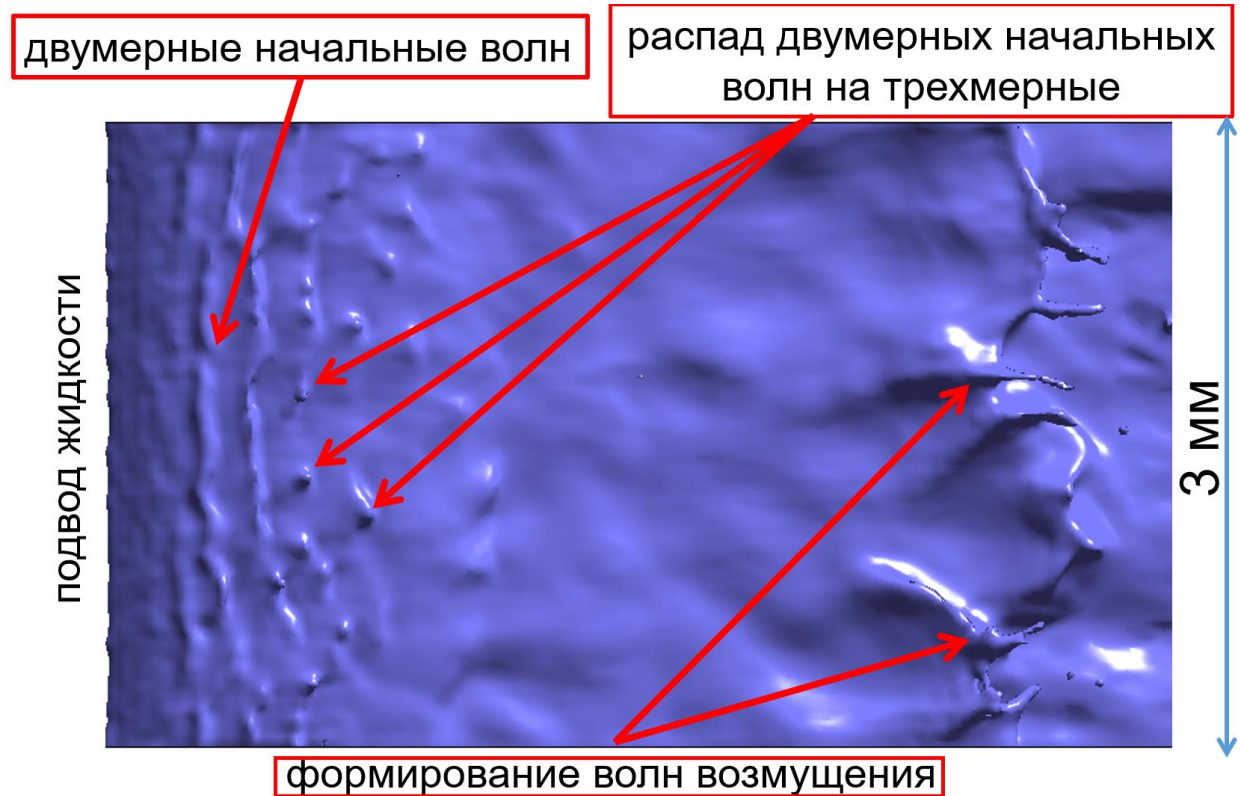 двумерные начальные волн
распад двумерных начальных
волн на трехмерные
подвод жидкости
3 мм
формирование волн возмущения